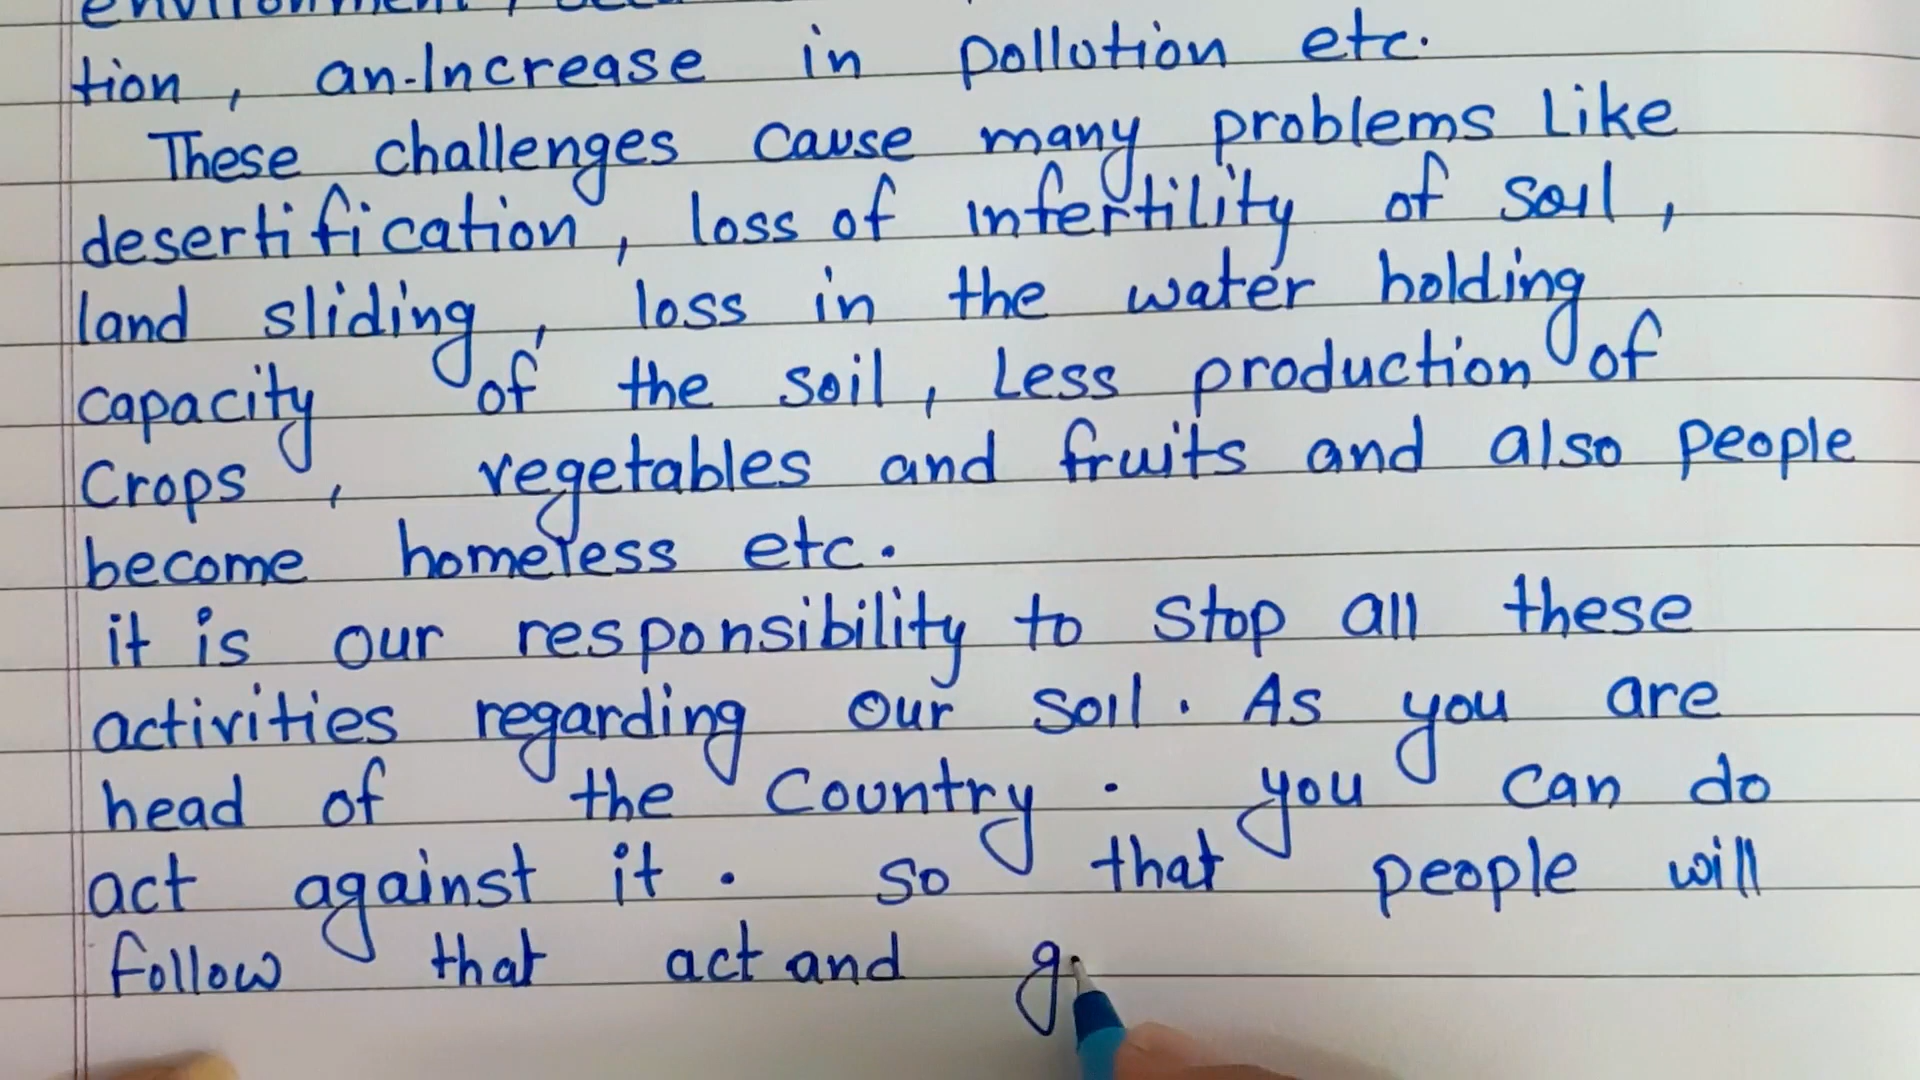 tion, an-Increase in pollution etc.
These challenges cause many problems Like
desertification, loss of infertility of soil,
land sliding, loss in the water holding
capacity of the soil, Less production of
Crops, vegetables and fruits and also people
become homeless etc.
it is our responsibility to stop all these
activities regarding our soil. As you are
head of the Country. you can do
act against it. so that people will
follow that act and